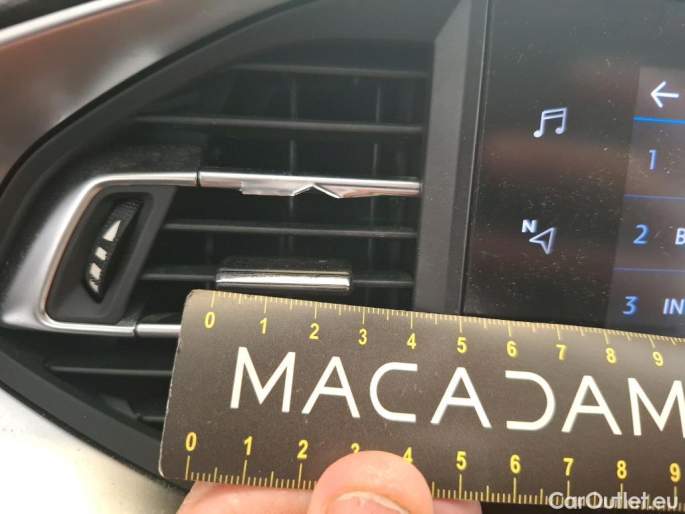 N
1
2 B
3 IN
0 1 2 3 4 5 6 7 8 9
MACADAM
0 1 2 3 4 5 6 7 8 9
CarOutlet.eu